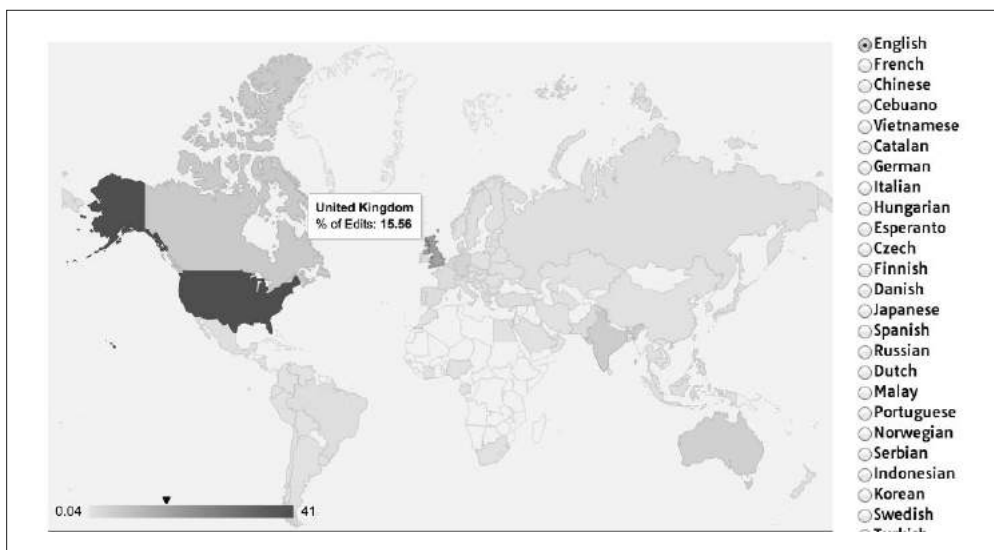 United Kingdom
% of Edits: 15.56
0.04
41
English
French
Chinese
Cebuano
Vietnamese
Catalan
German
Italian
Hungarian
Esperanto
Czech
Finnish
Danish
Japanese
Spanish
Russian
Dutch
Malay
Portuguese
Norwegian
Serbian
Indonesian
Korean
Swedish